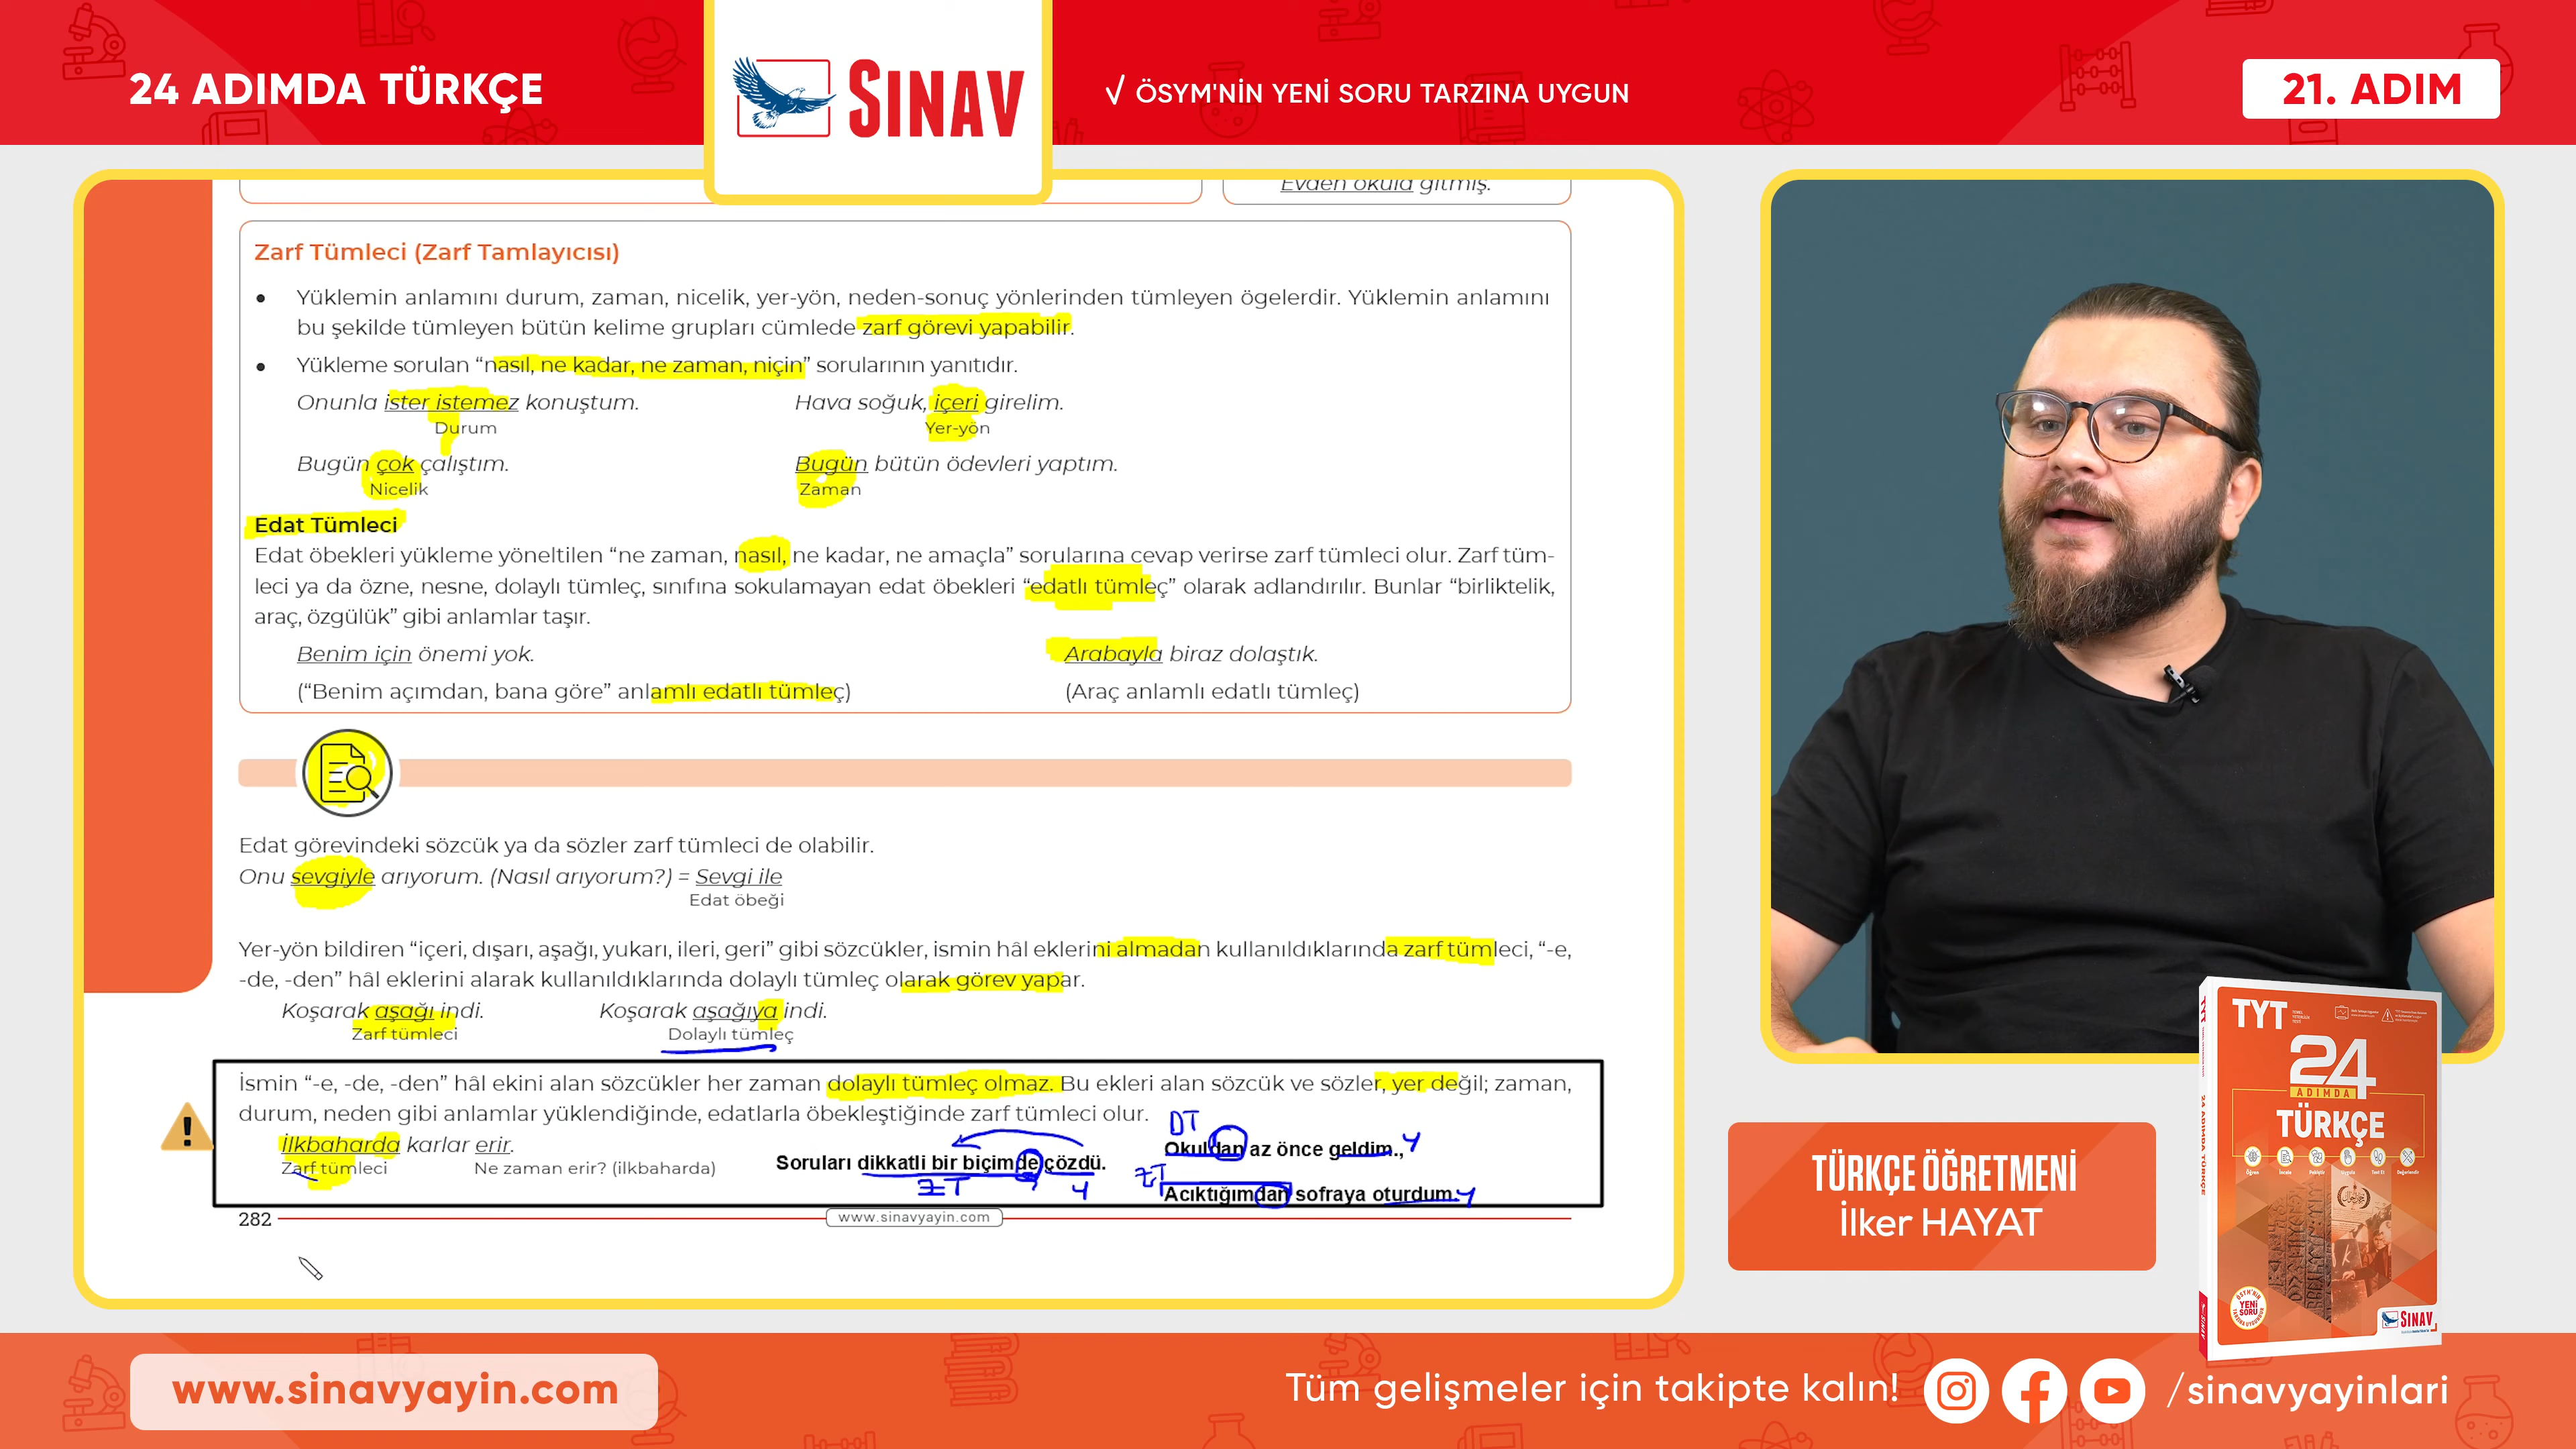 24 ADIMDA TÜRKÇE
SINAV
√ ÖSYM'NİN YENİ SORU TARZINA UYGUN
21. ADIM
Evden okula gitmiş.
Zarf Tümleci (Zarf Tamlayıcısı)
• Yüklemin anlamını durum, zaman, nicelik, yer-yön, neden-sonuç yönlerinden tümleyen ögelerdir. Yüklemin anlamını
bu şekilde tümleyen bütün kelime grupları cümlede zarf görevi yapabilir.
• Yükleme sorulan “nasıl, ne kadar, ne zaman, niçin” sorularının yanıtıdır.
Onunla ister istemez konuştum. Hava soğuk, içeri girelim.
Durum Yer-yön
Bugün çok çalıştım. Bugün bütün ödevleri yaptım.
Nicelik Zaman
Edat Tümleci
Edat öbekleri yükleme yöneltilen “ne zaman, nasıl, ne kadar, ne amaçla” sorularına cevap verirse zarf tümleci olur. Zarf tüm-
leci ya da özne, nesne, dolaylı tümleç, sınıfına sokulamayan edat öbekleri “edatlı tümleç” olarak adlandırılır. Bunlar “birliktelik,
araç, özgülük” gibi anlamlar taşır.
Benim için önemi yok. Arabayla biraz dolaştık.
(“Benim açımdan, bana göre” anlamlı edatlı tümleç) (Araç anlamlı edatlı tümleç)
Edat görevindeki sözcük ya da sözler zarf tümleci de olabilir.
Onu sevgiyle arıyorum. (Nasıl arıyorum?) = Sevgi ile
Edat öbeği
Yer-yön bildiren “içeri, dışarı, aşağı, yukarı, ileri, geri” gibi sözcükler, ismin hâl eklerini almadan kullanıldıklarında zarf tümleci, “-e,
-de, -den” hâl eklerini alarak kullanıldıklarında dolaylı tümleç olarak görev yapar.
Koşarak aşağı indi. Koşarak aşağıya indi.
Zarf tümleci Dolaylı tümleç
İsmin “-e, -de, -den” hâl ekini alan sözcükler her zaman dolaylı tümleç olmaz. Bu ekleri alan sözcük ve sözler, yer değil; zaman,
durum, neden gibi anlamlar yüklendiğinde, edatlarla öbekleştiğinde zarf tümleci olur.
İlkbaharda karlar erir.
Zarf tümleci Ne zaman erir? (ilkbaharda)
Soruları dikkatli bir biçimde çözdü.
ZT Y
DT
Okuldan az önce geldim., Y
ZT
Acıktığımdan sofraya oturdum. Y
282
www.sinavyayin.com
TYT
24
ADIMDA
TÜRKÇE
24 ADIMDA TÜRKÇE
ÖSYM'NİN
YENİ
SORU
SINAV
TÜRKÇE ÖĞRETMENİ
İlker HAYAT
www.sinavyayin.com
Tüm gelişmeler için takipte kalın!
/sinavyayinlari